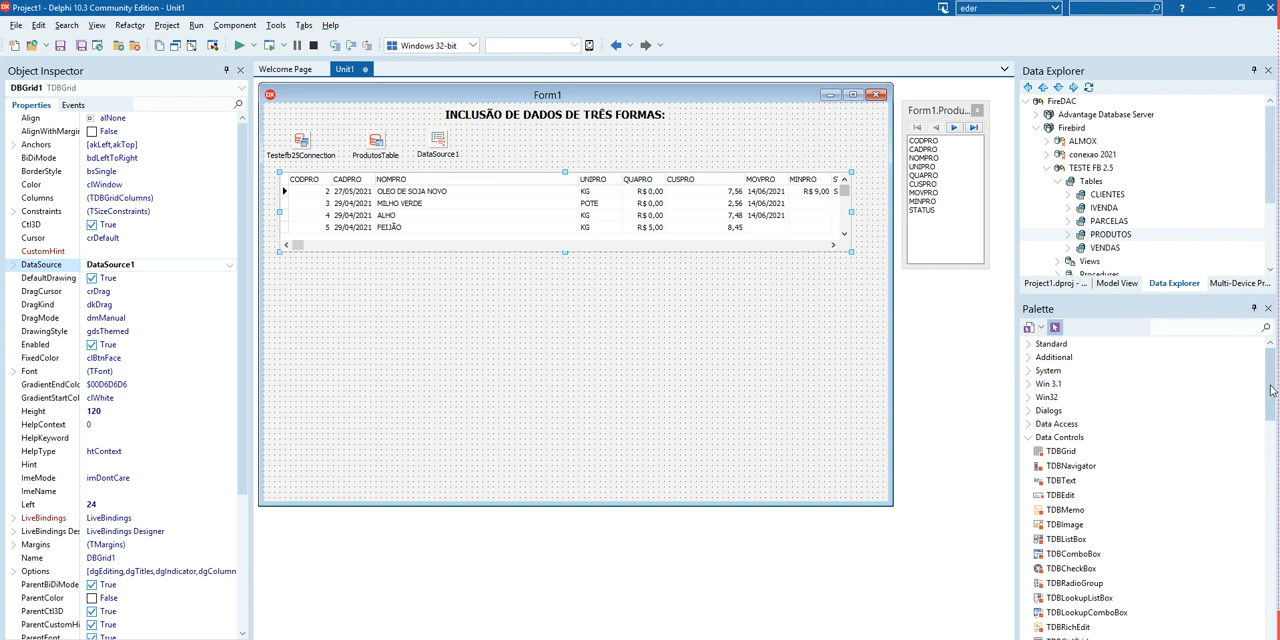 Project1 - Delphi 10.3 Community Edition - Unit1
eder
File Edit Search View Refactor Project Run Component Tools Tabs Help
Windows 32-bit
Object Inspector
DBGrid1 TDBGrid
Properties Events
Align alNone
AlignWithMargin False
Anchors [akLeft,akTop]
BiDiMode bdLeftToRight
BorderStyle bsSingle
Color clWindow
Columns (TDBGridColumns)
Constraints (TSizeConstraints)
Ctl3D True
Cursor crDefault
CustomHint
DataSource DataSource1
DefaultDrawing True
DragCursor crDrag
DragKind dkDrag
DragMode dmManual
DrawingStyle gdsThemed
Enabled True
FixedColor clBtnFace
Font (TFont)
GradientEndColo $00D6D6D6
GradientStartCol clWhite
Height 120
HelpContext 0
HelpKeyword
HelpType htContext
Hint
ImeMode imDontCare
ImeName
Left 24
LiveBindings LiveBindings
LiveBindings Des LiveBindings Designer
Margins (TMargins)
Name DBGrid1
Options [dgEditing,dgTitles,dgIndicator,dgColumn
ParentBiDiMode True
ParentColor False
ParentCtl3D True
ParentCustomHi True
ParentFont True
Welcome Page Unit1
Form1
INCLUSÃO DE DADOS DE TRÊS FORMAS:
Testefb25Connection ProdutosTable DataSource1
CODPRO CADPRO NOMPRO UNIPRO QUAPRO CUSPRO MOVPRO MINPRO S
2 27/05/2021 OLEO DE SOJA NOVO KG R$ 0,00 7,56 14/06/2021 R$ 9,00 S
3 29/04/2021 MILHO VERDE POTE R$ 0,00 2,56 14/06/2021
4 29/04/2021 ALHO KG R$ 0,00 7,48 14/06/2021
5 29/04/2021 FEIJÃO KG R$ 5,00 8,45
Form1.Produ...
CODPRO
CADPRO
NOMPRO
UNIPRO
QUAPRO
CUSPRO
MOVPRO
MINPRO
STATUS
Data Explorer
FireDAC
Advantage Database Server
Firebird
ALMOX
conexao 2021
TESTE FB 2.5
Tables
CLIENTES
IVENDA
PARCELAS
PRODUTOS
VENDAS
Views
Procedures
Project1.dproj - ... Model View Data Explorer Multi-Device Pr...
Palette
Standard
Additional
System
Win 3.1
Win32
Dialogs
Data Access
Data Controls
TDBGrid
TDBNavigator
TDBText
TDBEdit
TDBMemo
TDBImage
TDBListBox
TDBComboBox
TDBCheckBox
TDBRadioGroup
TDBLookupListBox
TDBLookupComboBox
TDBRichEdit